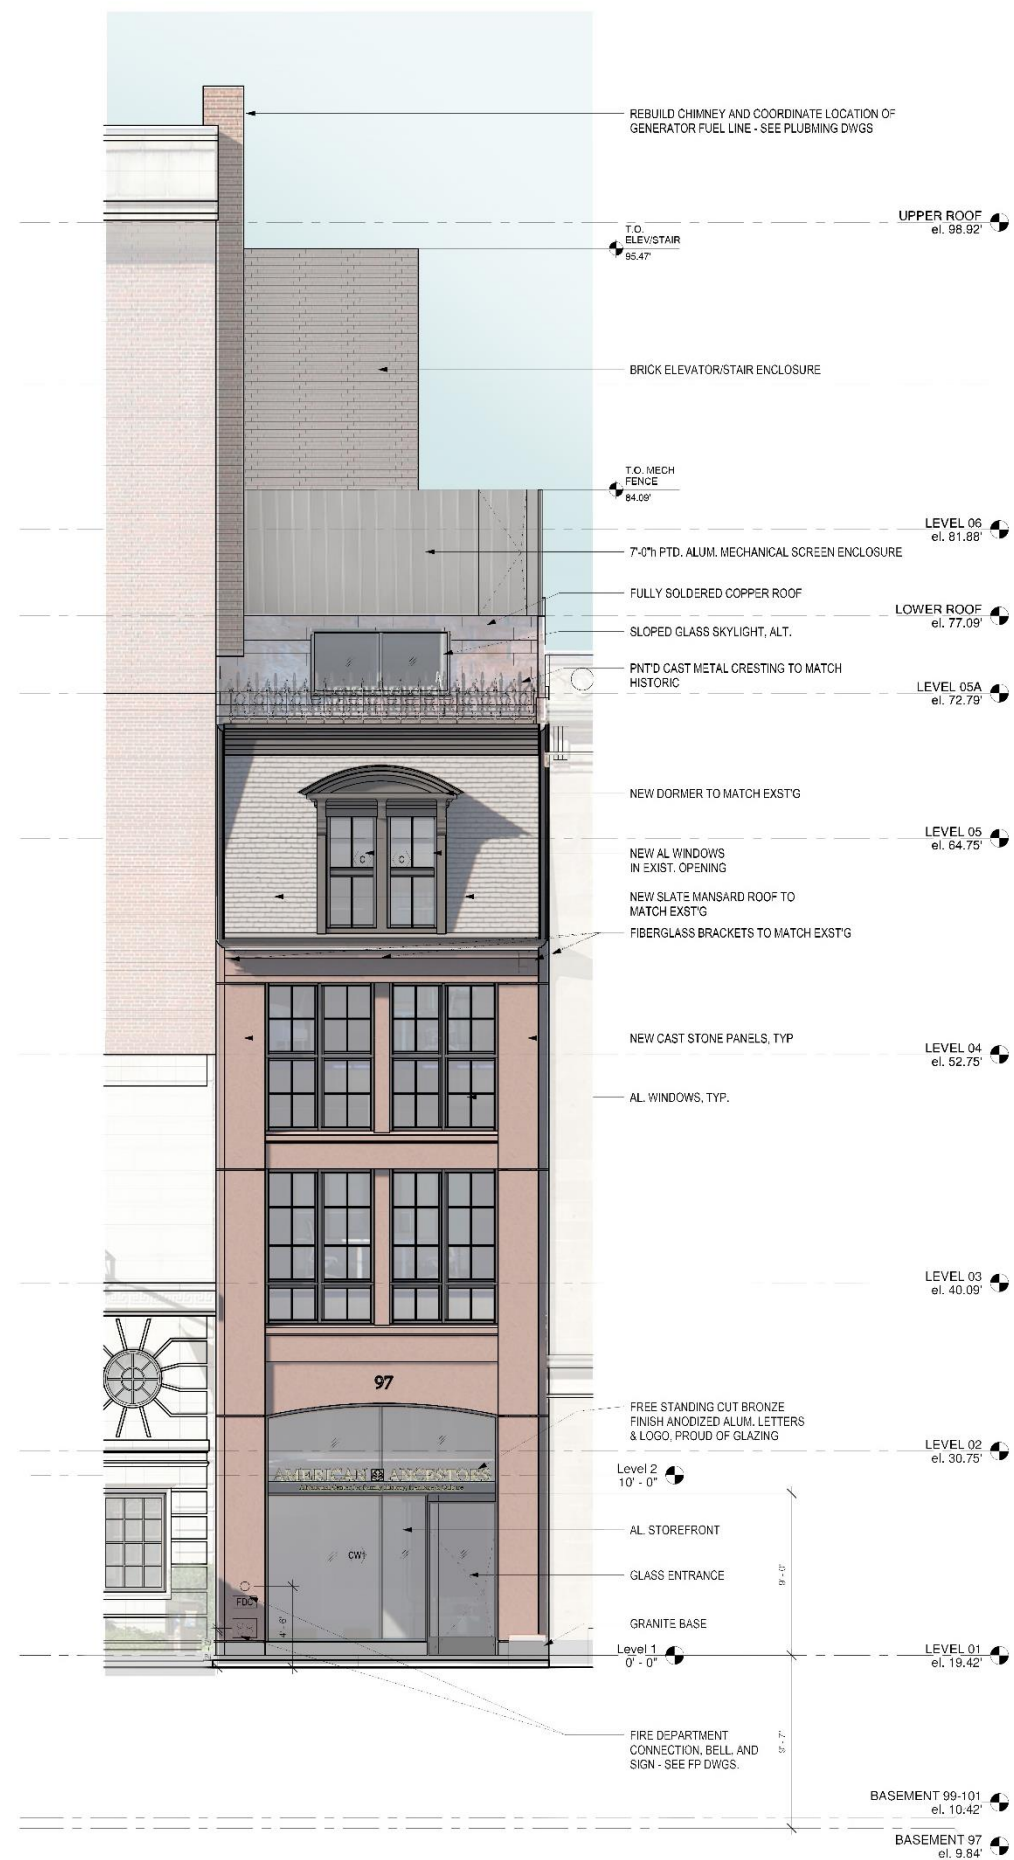 REBUILD CHIMNEY AND COORDINATE LOCATION OF
GENERATOR FUEL LINE - SEE PLUBMING DWGS
UPPER ROOF
el. 98.92'
T.O.
ELEV/STAIR
95.47'
BRICK ELEVATOR/STAIR ENCLOSURE
T.O. MECH
FENCE
84.09'
LEVEL 06
el. 81.88'
7'-0"h PTD. ALUM. MECHANICAL SCREEN ENCLOSURE
FULLY SOLDERED COPPER ROOF
LOWER ROOF
el. 77.09'
SLOPED GLASS SKYLIGHT, ALT.
PNT'D CAST METAL CRESTING TO MATCH
HISTORIC
LEVEL 05A
el. 72.79'
NEW DORMER TO MATCH EXST'G
LEVEL 05
el. 64.75'
NEW AL WINDOWS
IN EXIST. OPENING
C C
NEW SLATE MANSARD ROOF TO
MATCH EXST'G
FIBERGLASS BRACKETS TO MATCH EXST'G
NEW CAST STONE PANELS, TYP
LEVEL 04
el. 52.75'
AL. WINDOWS, TYP.
LEVEL 03
el. 40.09'
97
FREE STANDING CUT BRONZE
FINISH ANODIZED ALUM. LETTERS
& LOGO, PROUD OF GLAZING
LEVEL 02
el. 30.75'
Level 2
10' - 0"
AMERICAN ANCESTORS
AL. STOREFRONT
CW1
GLASS ENTRANCE
9' - 0"
FDC
4' - 6"
GRANITE BASE
Level 1
0' - 0"
LEVEL 01
el. 19.42'
FIRE DEPARTMENT
CONNECTION, BELL, AND
SIGN - SEE FP DWGS.
9' - 7"
BASEMENT 99-101
el. 10.42'
BASEMENT 97
el. 9.84'